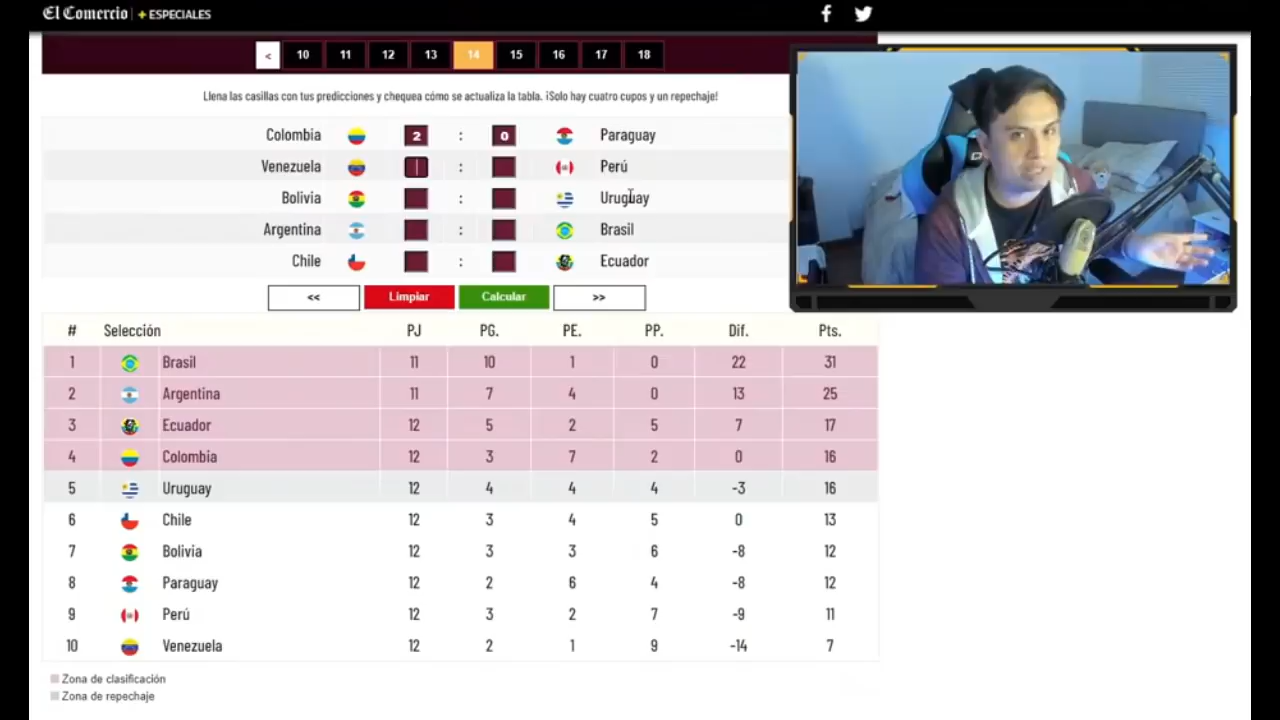 El Comercio + ESPECIALES
< 10 11 12 13 14 15 16 17 18
Llena las casillas con tus predicciones y chequea cómo se actualiza la tabla. ¡Solo hay cuatro cupos y un repechaje!
Colombia 2 : 0 Paraguay
Venezuela : Perú
Bolivia : Uruguay
Argentina : Brasil
Chile : Ecuador
<< Limpiar Calcular >>
# Selección PJ PG. PE. PP. Dif. Pts.
1 Brasil 11 10 1 0 22 31
2 Argentina 11 7 4 0 13 25
3 Ecuador 12 5 2 5 7 17
4 Colombia 12 3 7 2 0 16
5 Uruguay 12 4 4 4 -3 16
6 Chile 12 3 4 5 0 13
7 Bolivia 12 3 3 6 -8 12
8 Paraguay 12 2 6 4 -8 12
9 Perú 12 3 2 7 -9 11
10 Venezuela 12 2 1 9 -14 7
Zona de clasificación
Zona de repechaje